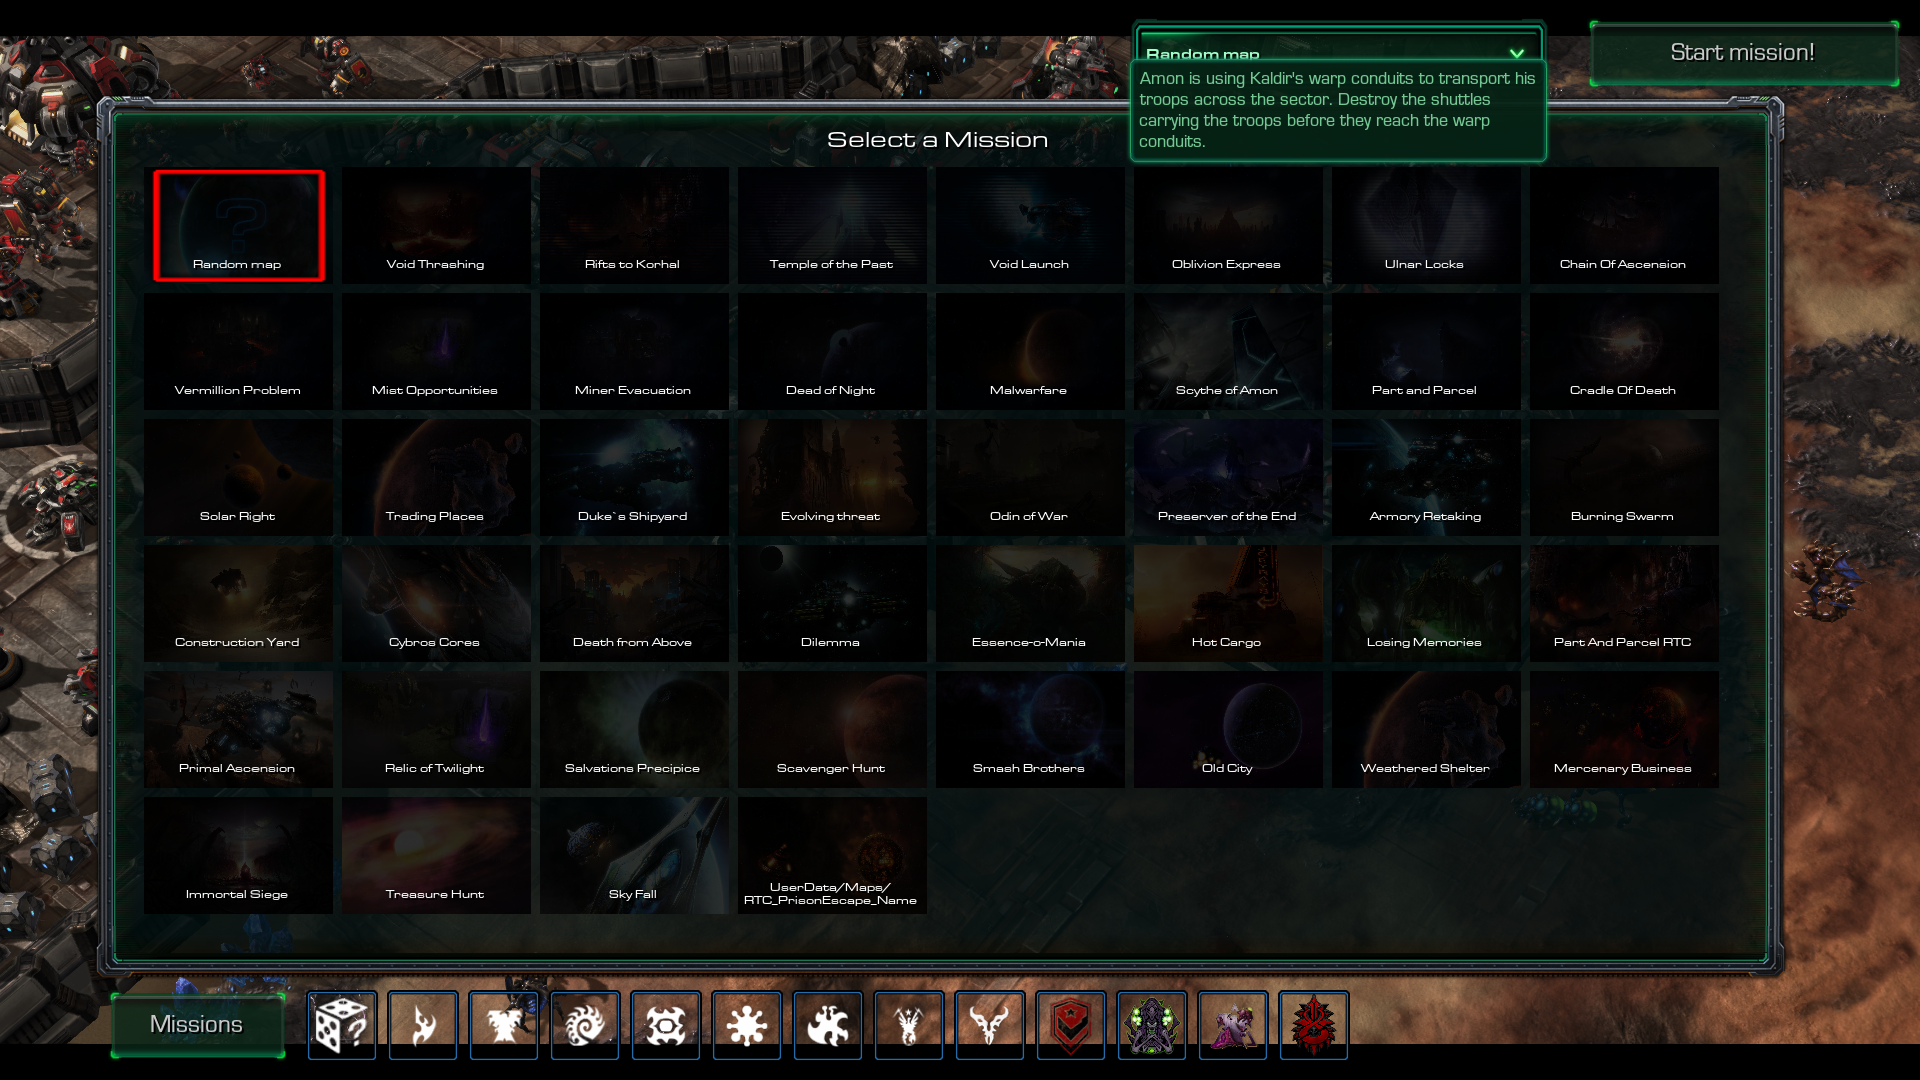 Random map
Start mission!
Amon is using Kaldir's warp conduits to transport his
troops across the sector. Destroy the shuttles
carrying the troops before they reach the warp
conduits.
Select a Mission
Random map
Void Thrashing
Rifts to Korhal
Temple of the Past
Void Launch
Oblivion Express
Ulnar Locks
Chain Of Ascension
Vermillion Problem
Mist Opportunities
Miner Evacuation
Dead of Night
Malwarfare
Scythe of Amon
Part and Parcel
Cradle Of Death
Solar Right
Trading Places
Duke`s Shipyard
Evolving threat
Odin of War
Preserver of the End
Armory Retaking
Burning Swarm
Construction Yard
Cybros Cores
Death from Above
Dilemma
Essence-o-Mania
Hot Cargo
Losing Memories
Part And Parcel RTC
Primal Ascension
Relic of Twilight
Salvations Precipice
Scavenger Hunt
Smash Brothers
Old City
Weathered Shelter
Mercenary Business
Immortal Siege
Treasure Hunt
Sky Fall
UserData/Maps/
RTC_PrisonEscape_Name
Missions